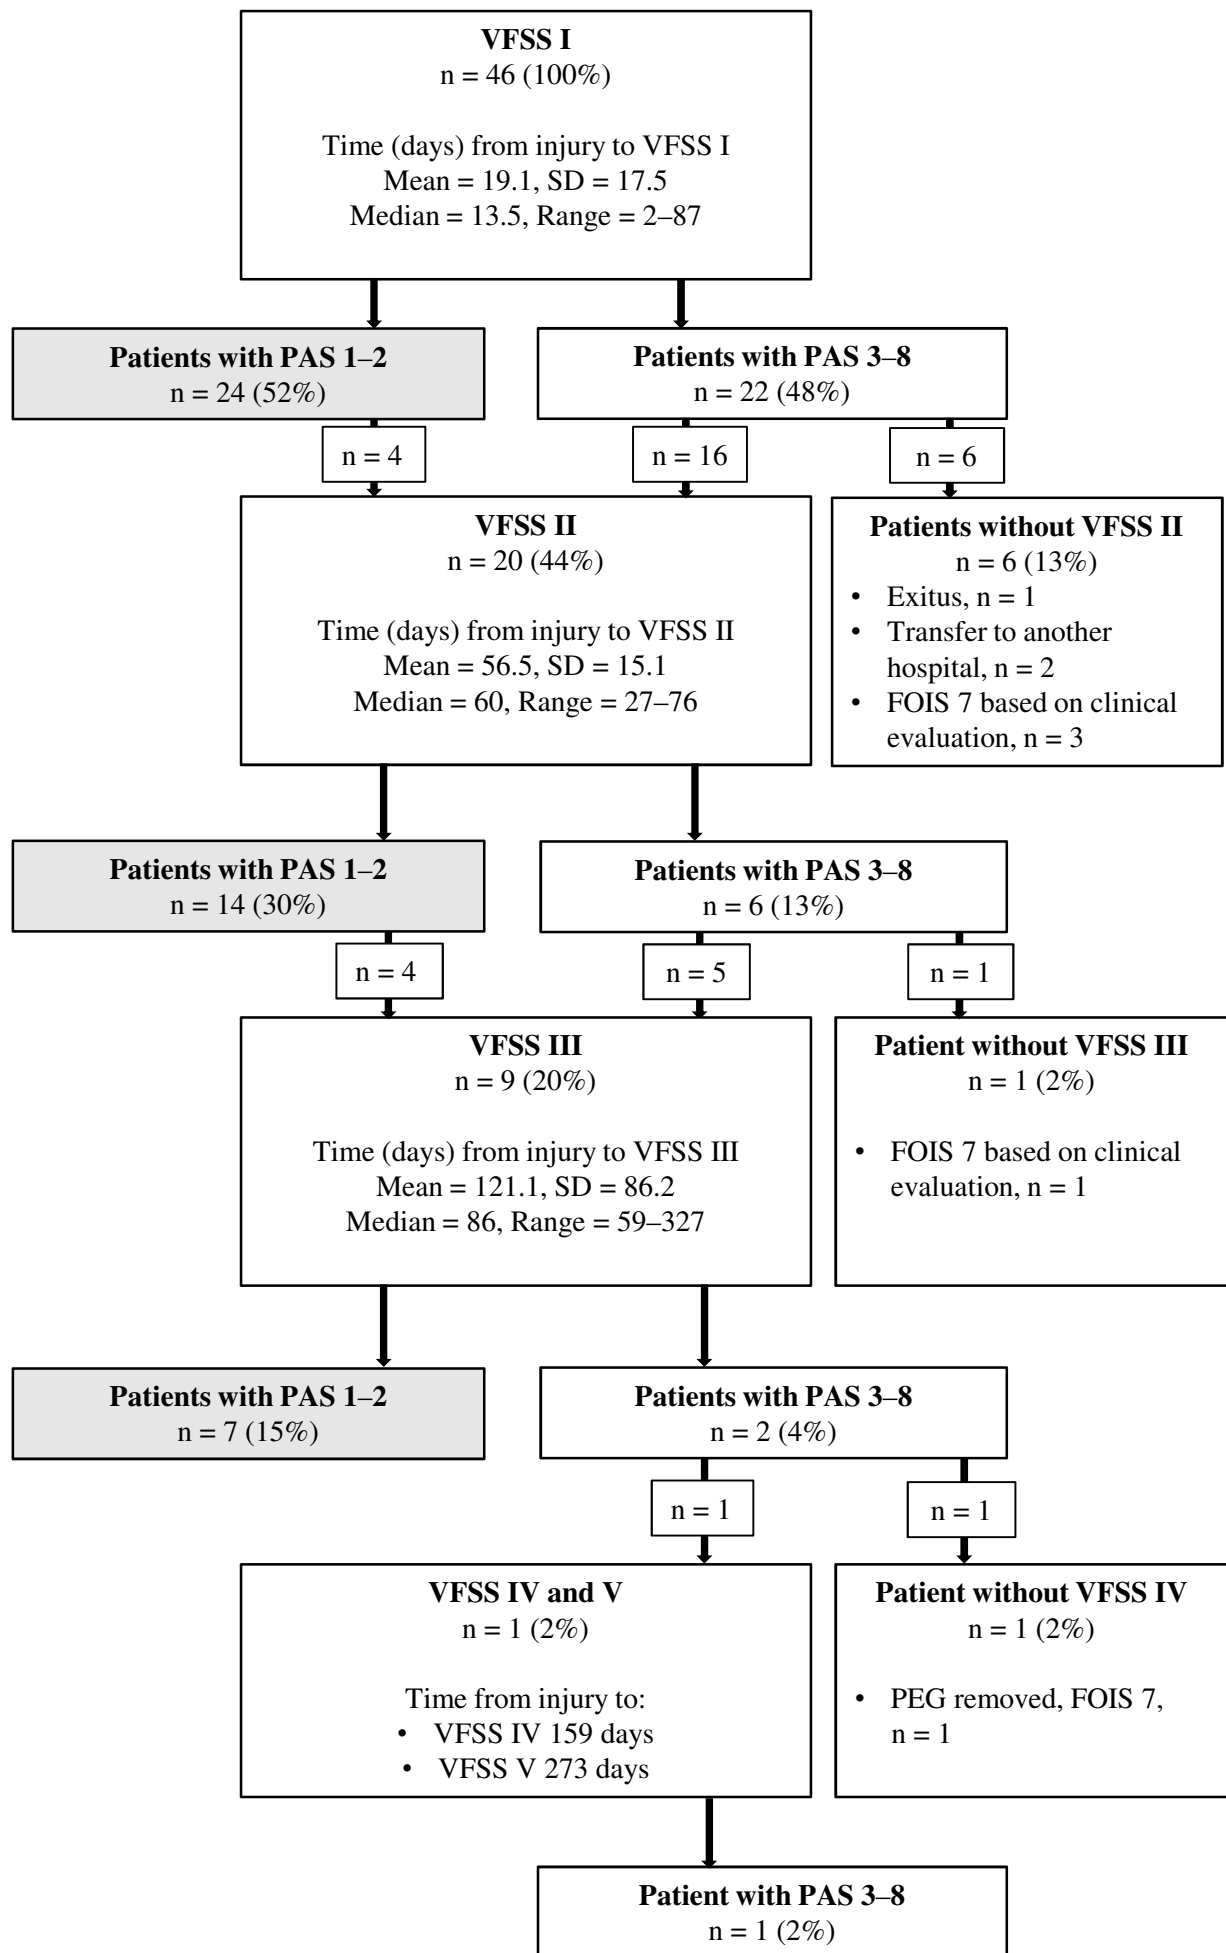 VFSS I
n = 46 (100%)
Time (days) from injury to VFSS I
Mean = 19.1, SD = 17.5
Median = 13.5, Range = 2–87
Patients with PAS 1–2
n = 24 (52%)
Patients with PAS 3–8
n = 22 (48%)
n = 4
n = 16
n = 6
VFSS II
n = 20 (44%)
Time (days) from injury to VFSS II
Mean = 56.5, SD = 15.1
Median = 60, Range = 27–76
Patients without VFSS II
n = 6 (13%)
• Exitus, n = 1
• Transfer to another
hospital, n = 2
• FOIS 7 based on clinical
evaluation, n = 3
Patients with PAS 1–2
n = 14 (30%)
Patients with PAS 3–8
n = 6 (13%)
n = 4
n = 5
n = 1
VFSS III
n = 9 (20%)
Time (days) from injury to VFSS III
Mean = 121.1, SD = 86.2
Median = 86, Range = 59–327
Patient without VFSS III
n = 1 (2%)
• FOIS 7 based on clinical
evaluation, n = 1
Patients with PAS 1–2
n = 7 (15%)
Patients with PAS 3–8
n = 2 (4%)
n = 1
n = 1
VFSS IV and V
n = 1 (2%)
Time from injury to:
• VFSS IV 159 days
• VFSS V 273 days
Patient without VFSS IV
n = 1 (2%)
• PEG removed, FOIS 7,
n = 1
Patient with PAS 3–8
n = 1 (2%)